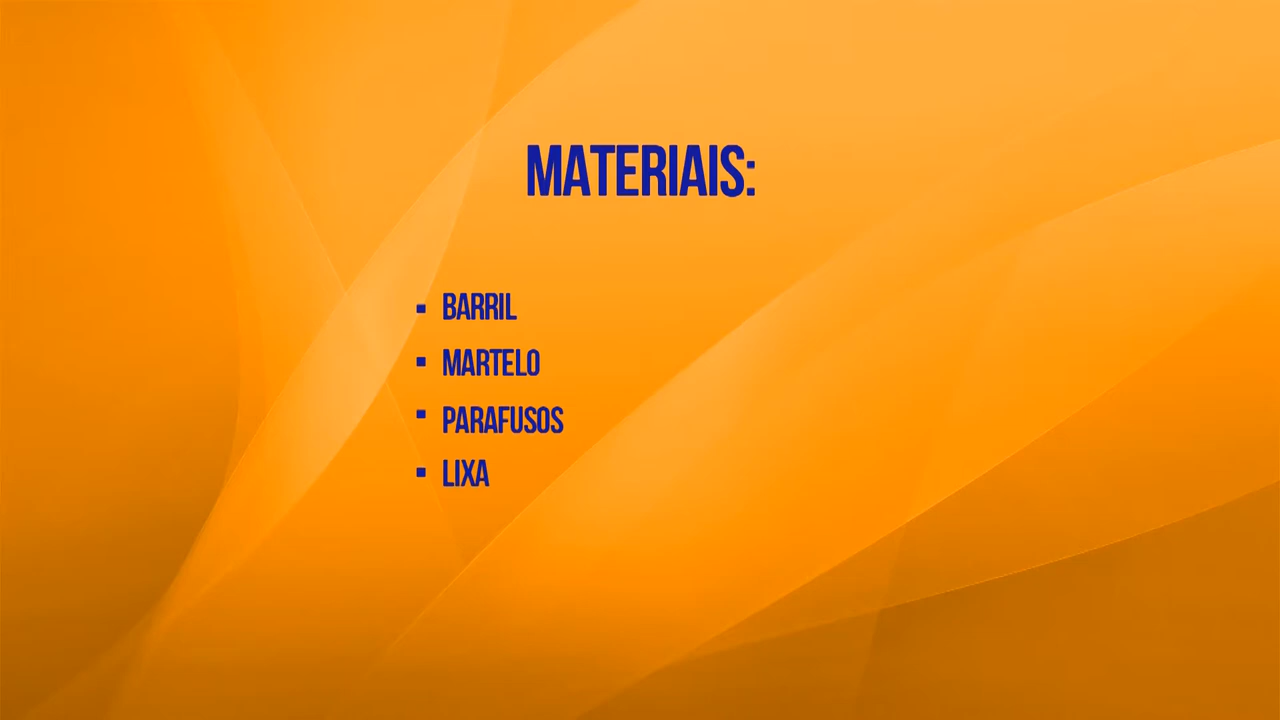 MATERIAIS:
▪ BARRIL
▪ MARTELO
▪ PARAFUSOS
▪ LIXA